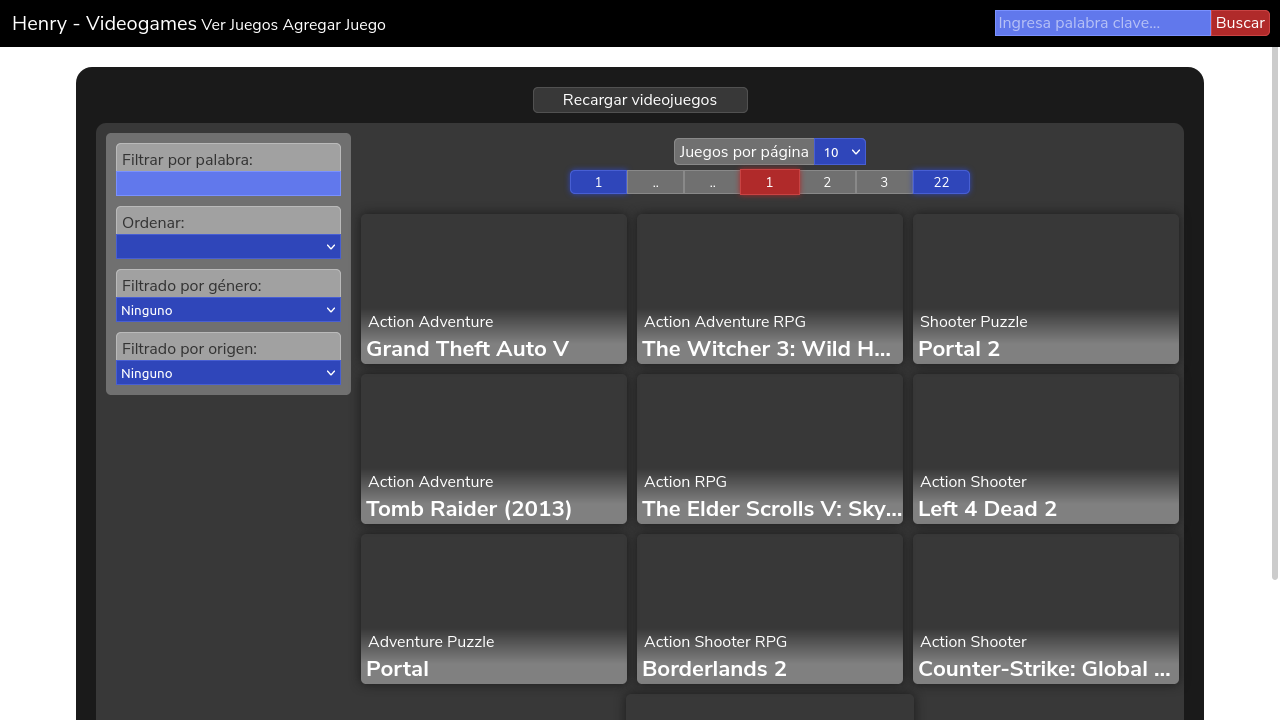 Henry - Videogames Ver Juegos Agregar Juego
Ingresa palabra clave... Buscar
Recargar videojuegos
Filtrar por palabra:
Ordenar:
Filtrado por género:
Ninguno
Filtrado por origen:
Ninguno
Juegos por página 10
1 .. .. 1 2 3 22
Action Adventure
Grand Theft Auto V
Action Adventure RPG
The Witcher 3: Wild H...
Shooter Puzzle
Portal 2
Action Adventure
Tomb Raider (2013)
Action RPG
The Elder Scrolls V: Sky...
Action Shooter
Left 4 Dead 2
Adventure Puzzle
Portal
Action Shooter RPG
Borderlands 2
Action Shooter
Counter-Strike: Global ...